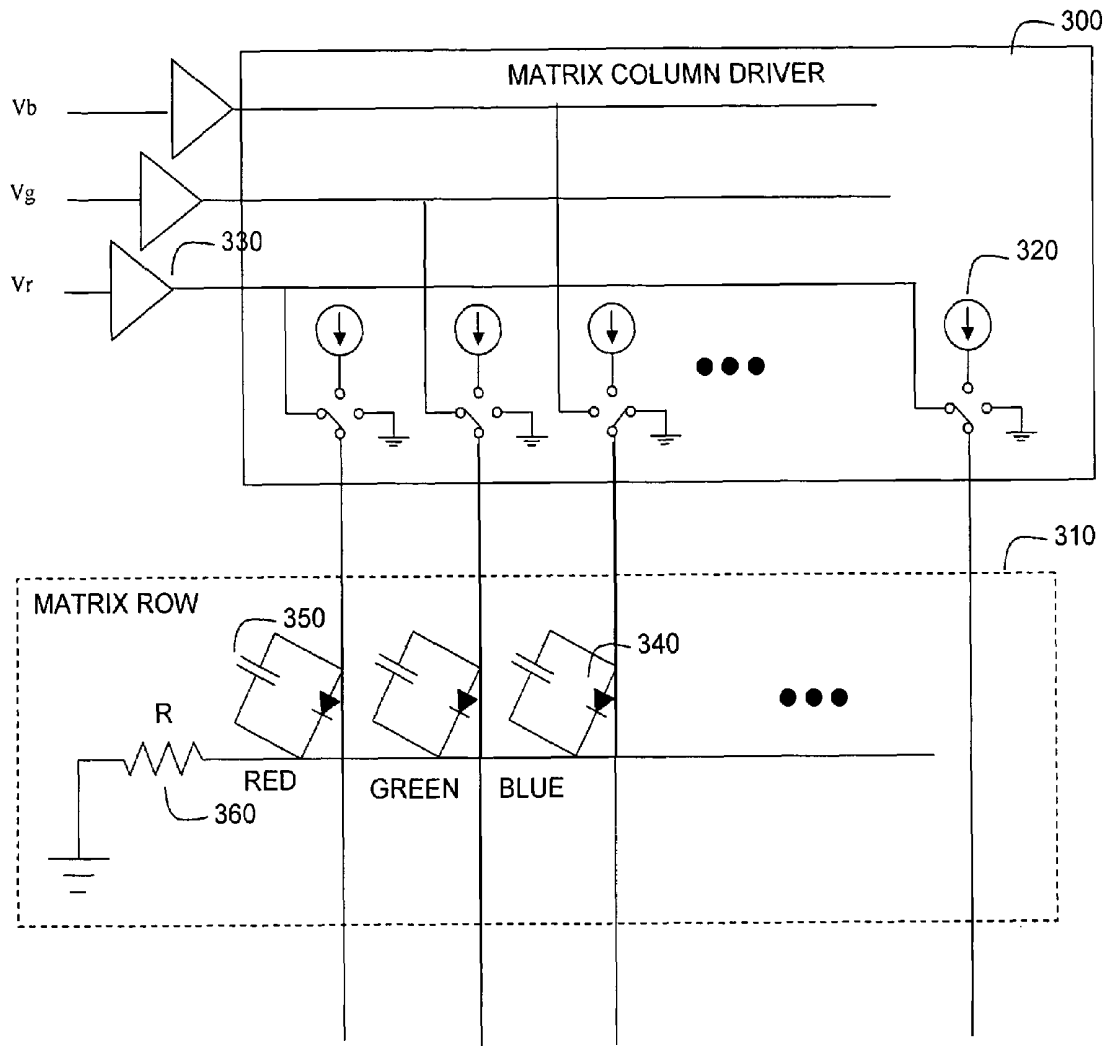 300
MATRIX COLUMN DRIVER
Vb
Vg
330
Vr
320
310
MATRIX ROW
350
340
R
RED
GREEN
BLUE
360